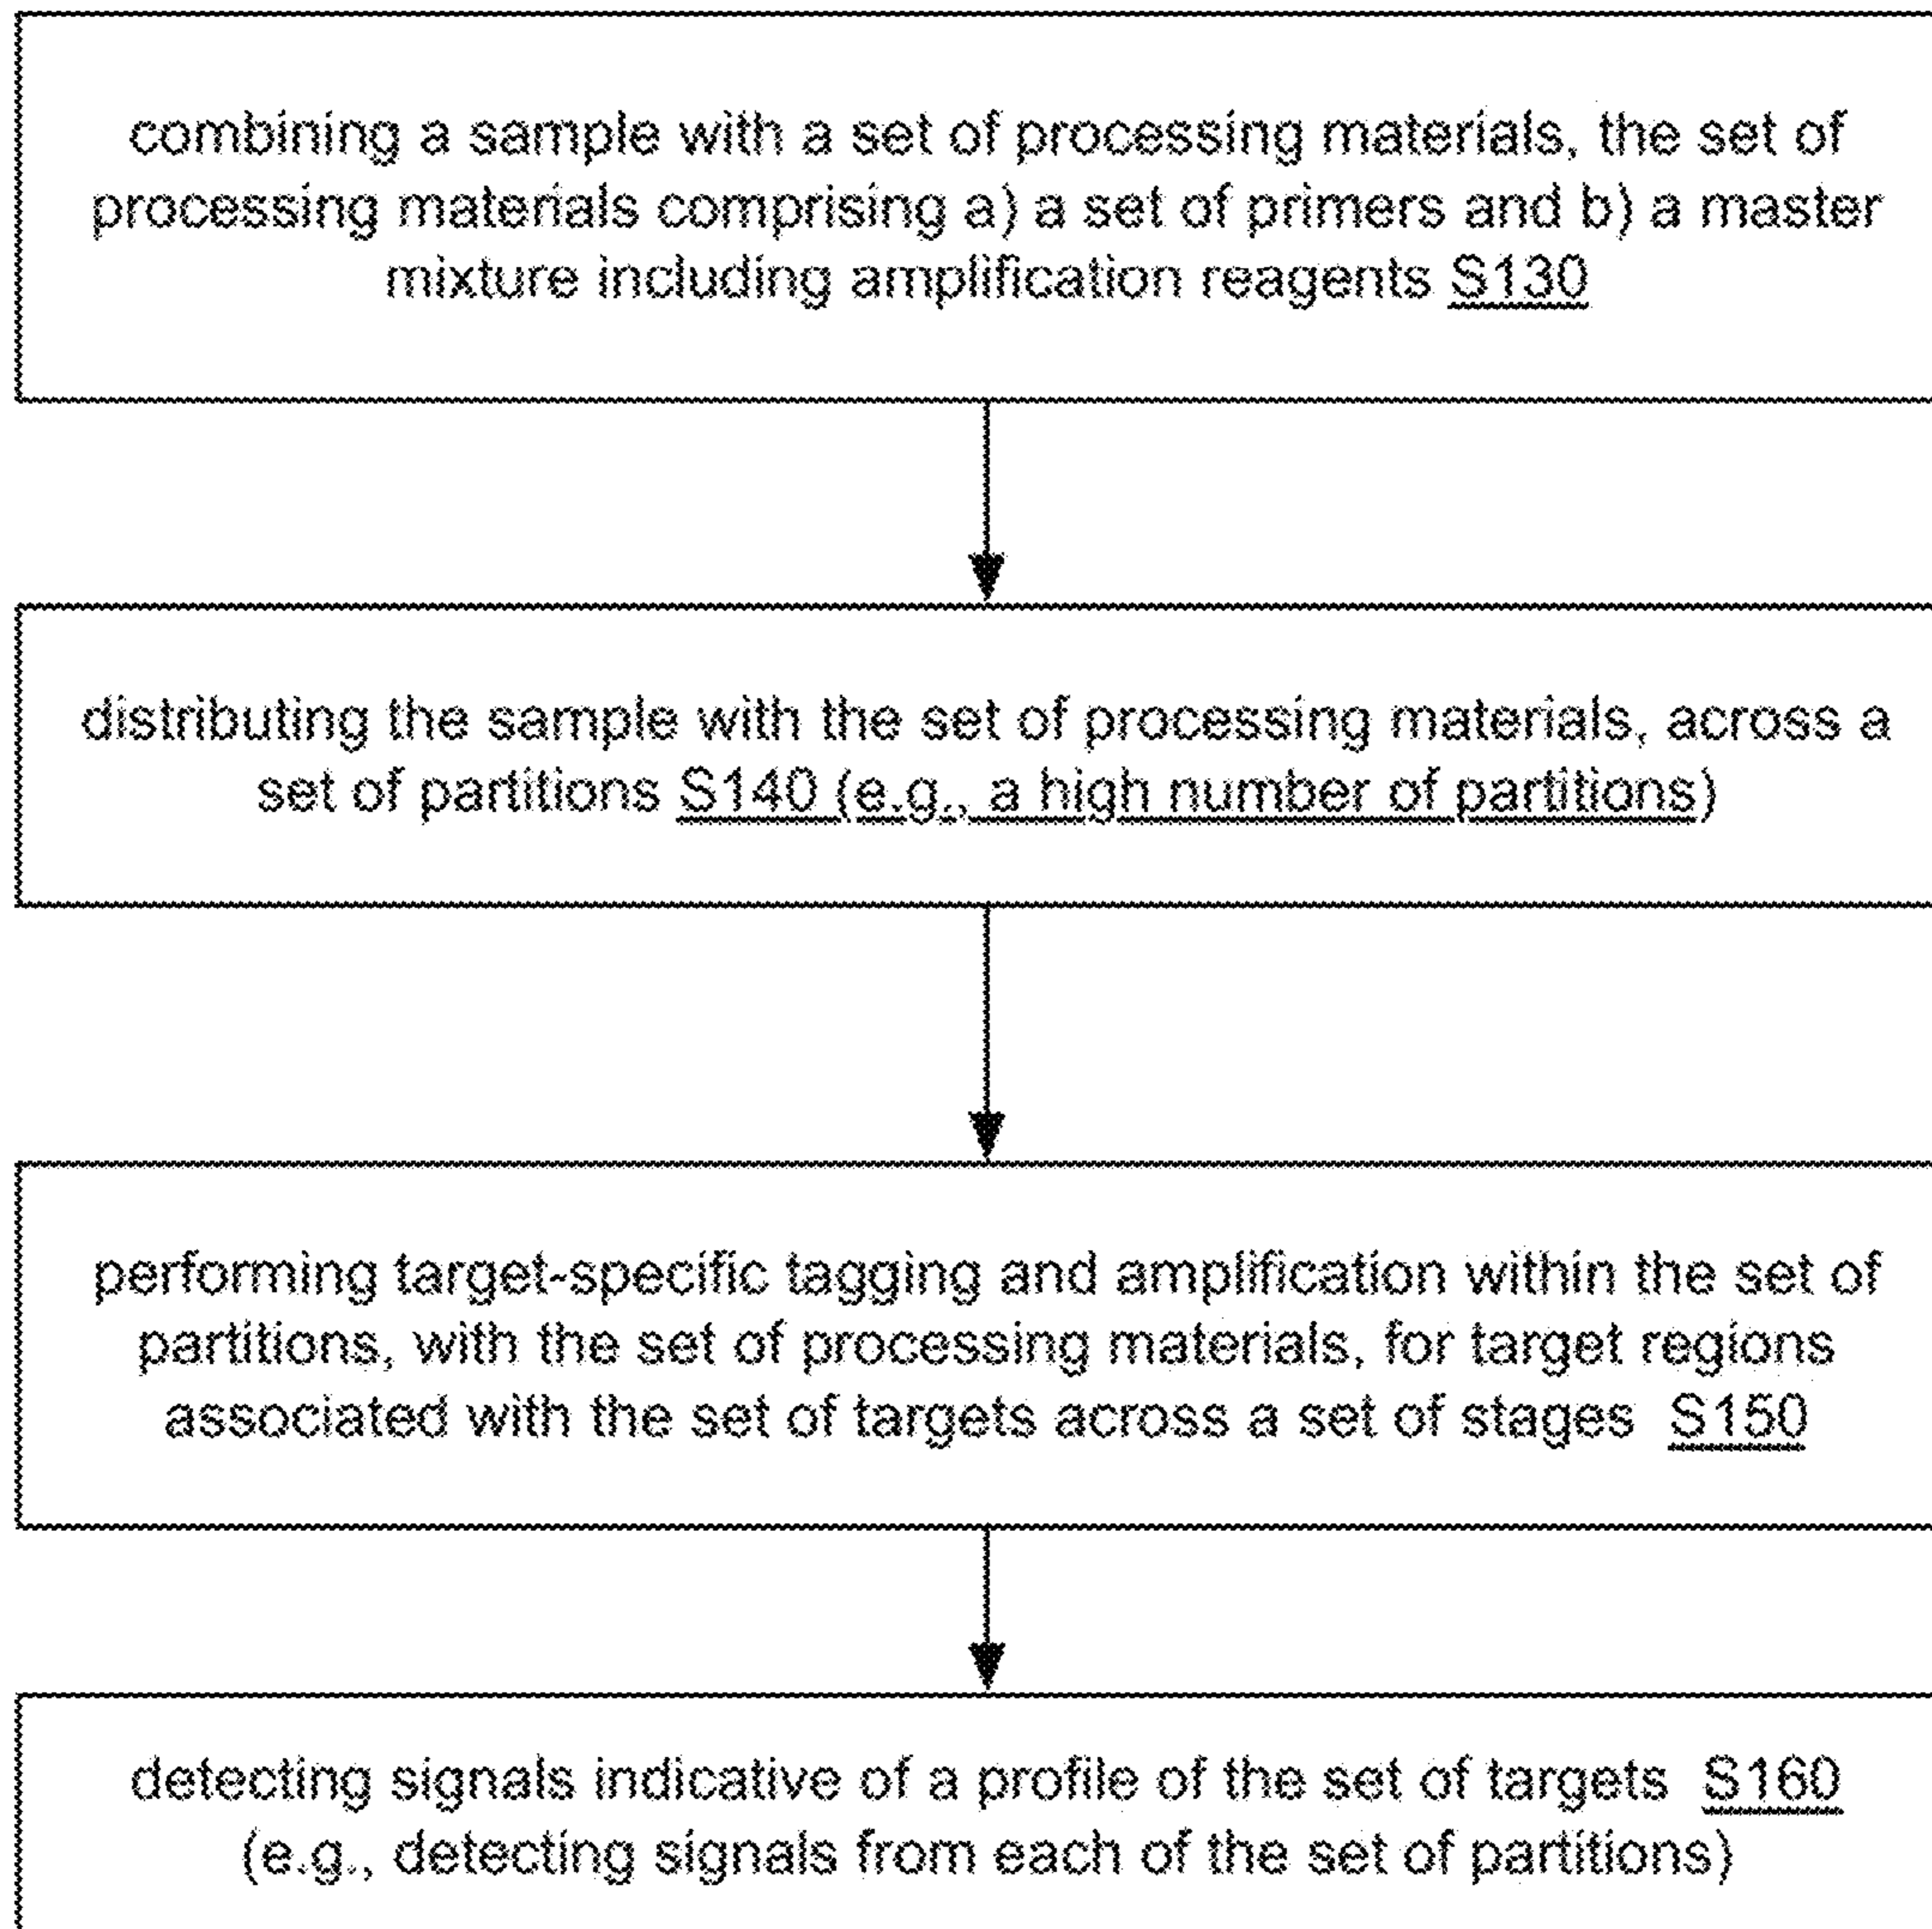 combining a sample with a set of processing materials, the set of
processing materials comprising a) a set of primers and b) a master
mixture including amplification reagents S130
distributing the sample with the set of processing materials, across a
set of partitions S140 (e.g., a high number of partitions)
performing target-specific tagging and amplification within the set of
partitions, with the set of processing materials, for target regions
associated with the set of targets across a set of stages S150
detecting signals indicative of a profile of the set of targets S160
(e.g., detecting signals from each of the set of partitions)